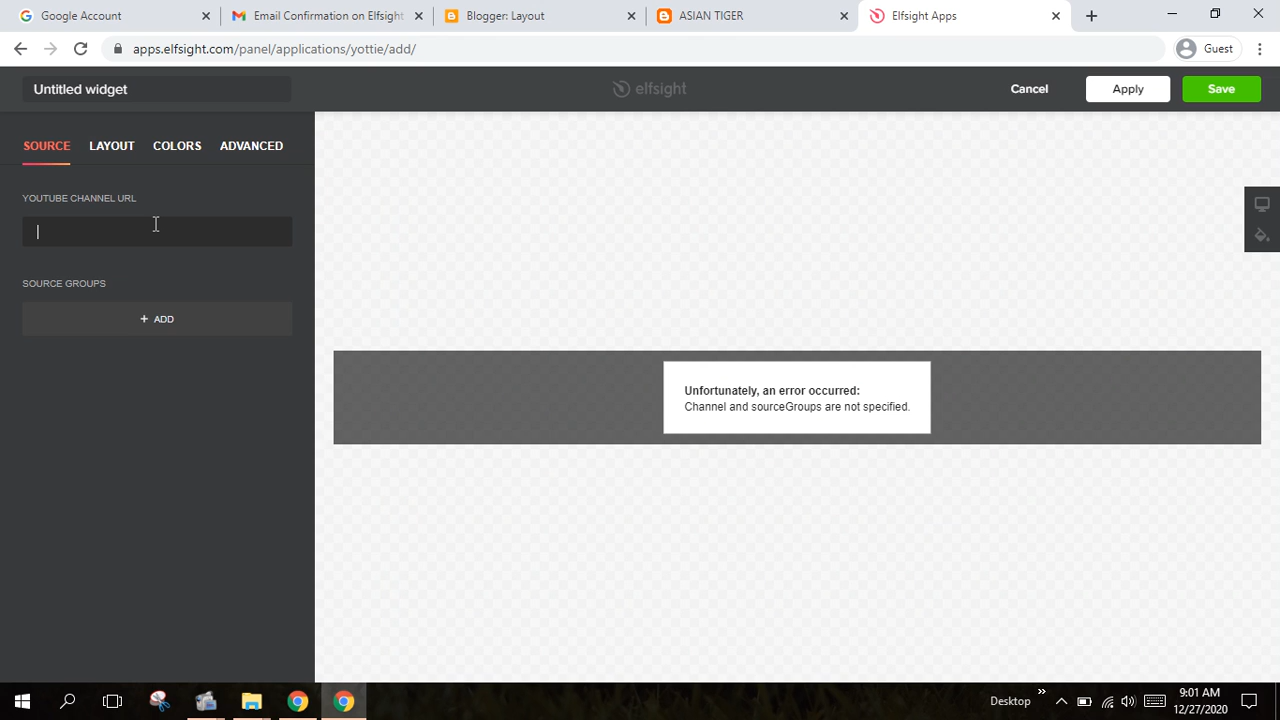 Google Account
Email Confirmation on Elfsight
Blogger: Layout
ASIAN TIGER
Elfsight Apps
apps.elfsight.com/panel/applications/yottie/add/
Guest
Untitled widget
elfsight
Cancel
Apply
Save
SOURCE
LAYOUT
COLORS
ADVANCED
YOUTUBE CHANNEL URL
SOURCE GROUPS
+ ADD
Unfortunately, an error occurred:
Channel and sourceGroups are not specified.
Desktop
9:01 AM
12/27/2020